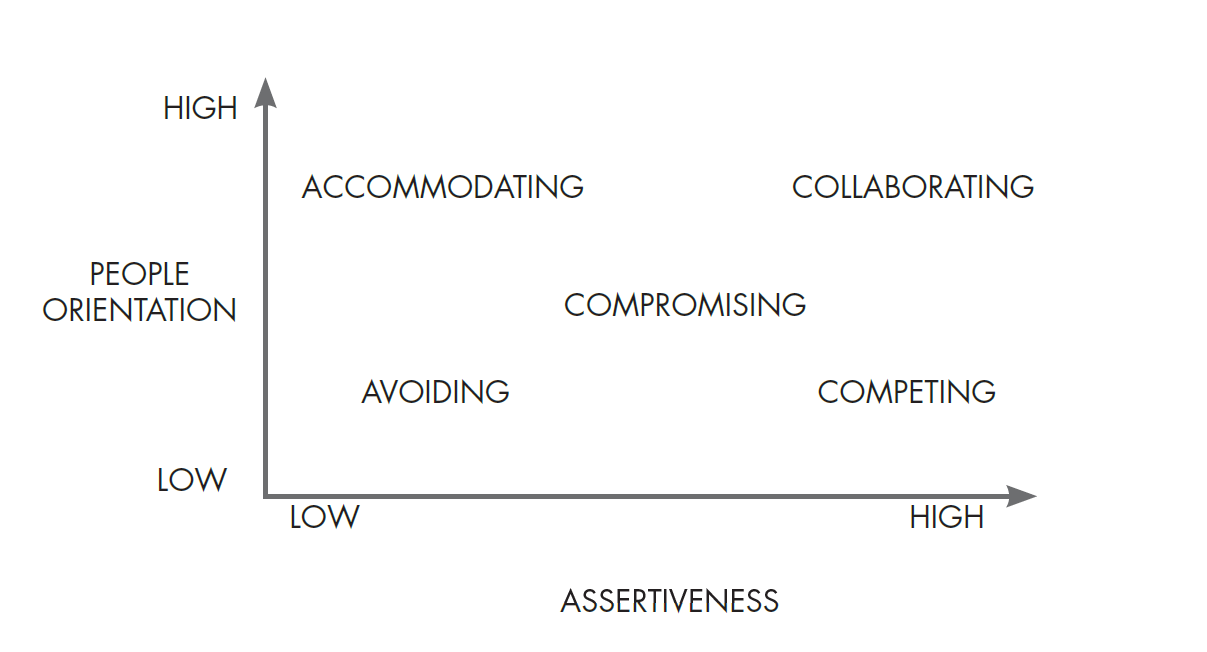 HIGH
ACCOMMODATING
COLLABORATING
PEOPLE
ORIENTATION
COMPROMISING
AVOIDING
COMPETING
LOW
LOW
HIGH
ASSERTIVENESS